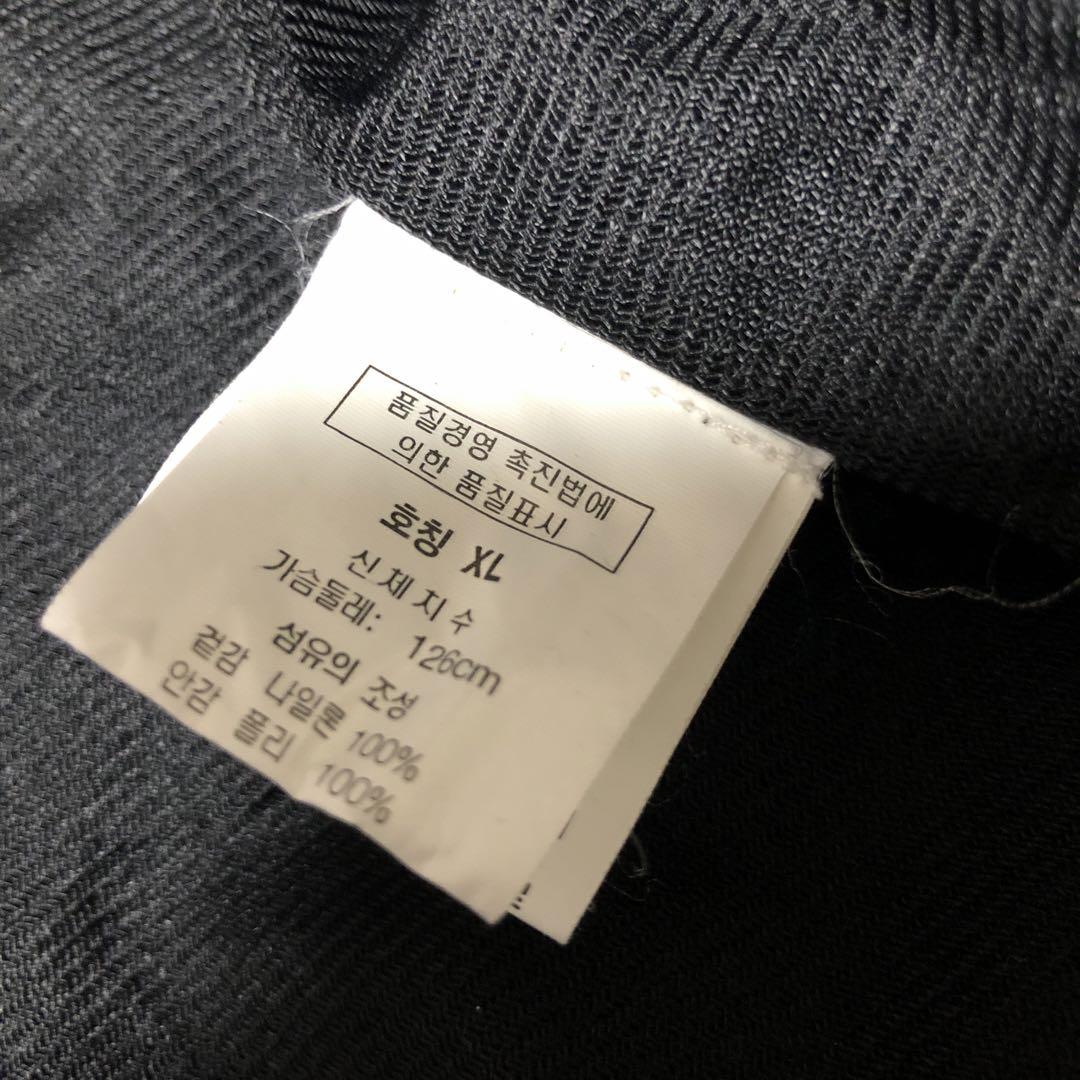 품질경영 촉진법에
의한 품질표시
호칭 XL
신체지수
가슴둘레: 126cm
섬유의 조성
겉감 나일론 100%
안감 폴리 100%